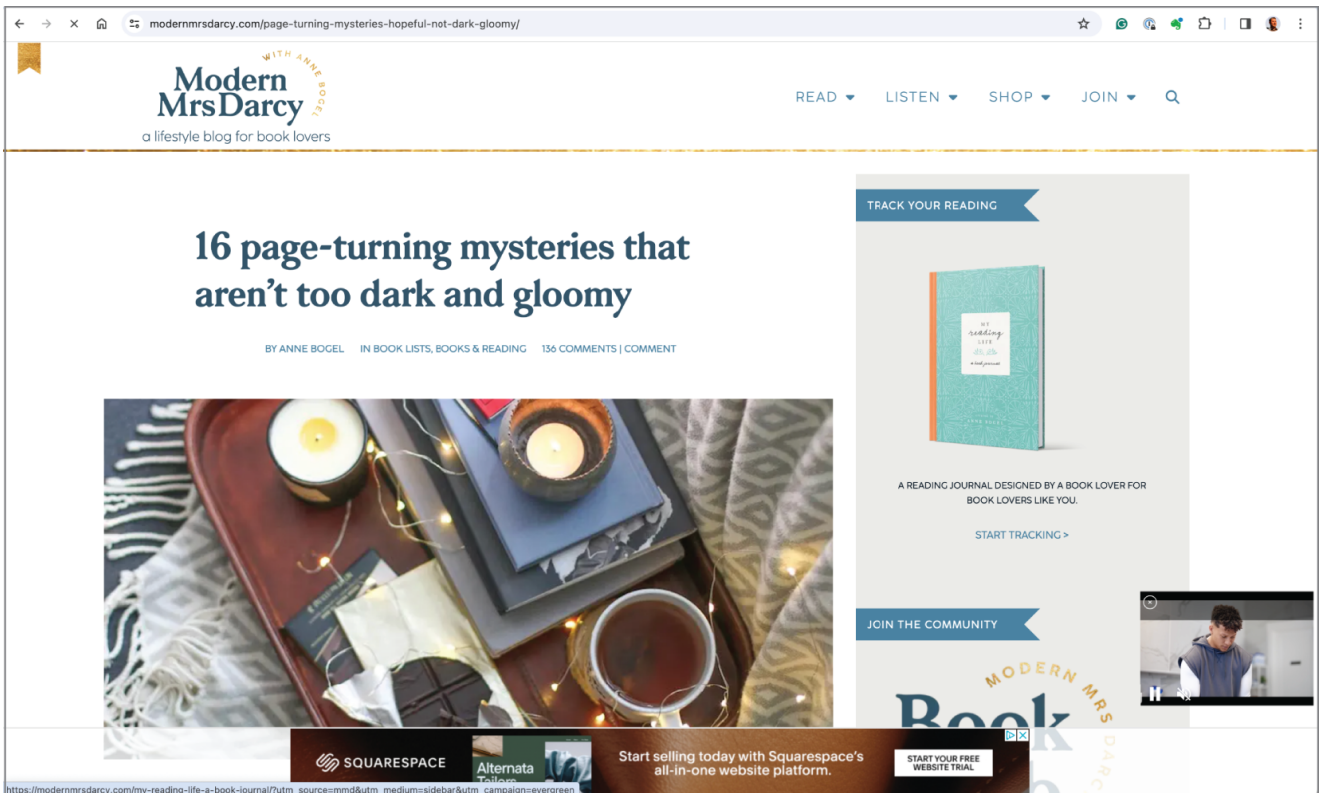 modernmrsdarcy.com/page-turning-mysteries-hopeful-not-dark-gloomy/
WITH ANNE BOGEL
Modern
MrsDarcy
a lifestyle blog for book lovers
READ
LISTEN
SHOP
JOIN
16 page-turning mysteries that
aren't too dark and gloomy
BY ANNE BOGEL IN BOOK LISTS, BOOKS & READING 136 COMMENTS | COMMENT
TRACK YOUR READING
MY
reading
LIFE
a book journal
A READING JOURNAL DESIGNED BY A BOOK LOVER FOR
BOOK LOVERS LIKE YOU.
START TRACKING >
JOIN THE COMMUNITY
MODERN MRS DARC
Book
SQUARESPACE
Alternata
Tailors
Start selling today with Squarespace's
all-in-one website platform.
START YOUR FREE
WEBSITE TRIAL
https://modernmrsdarcy.com/my-reading-life-a-book-journal/?utm_source=mmd&utm_medium=sidebar&utm_campaign=evergreen